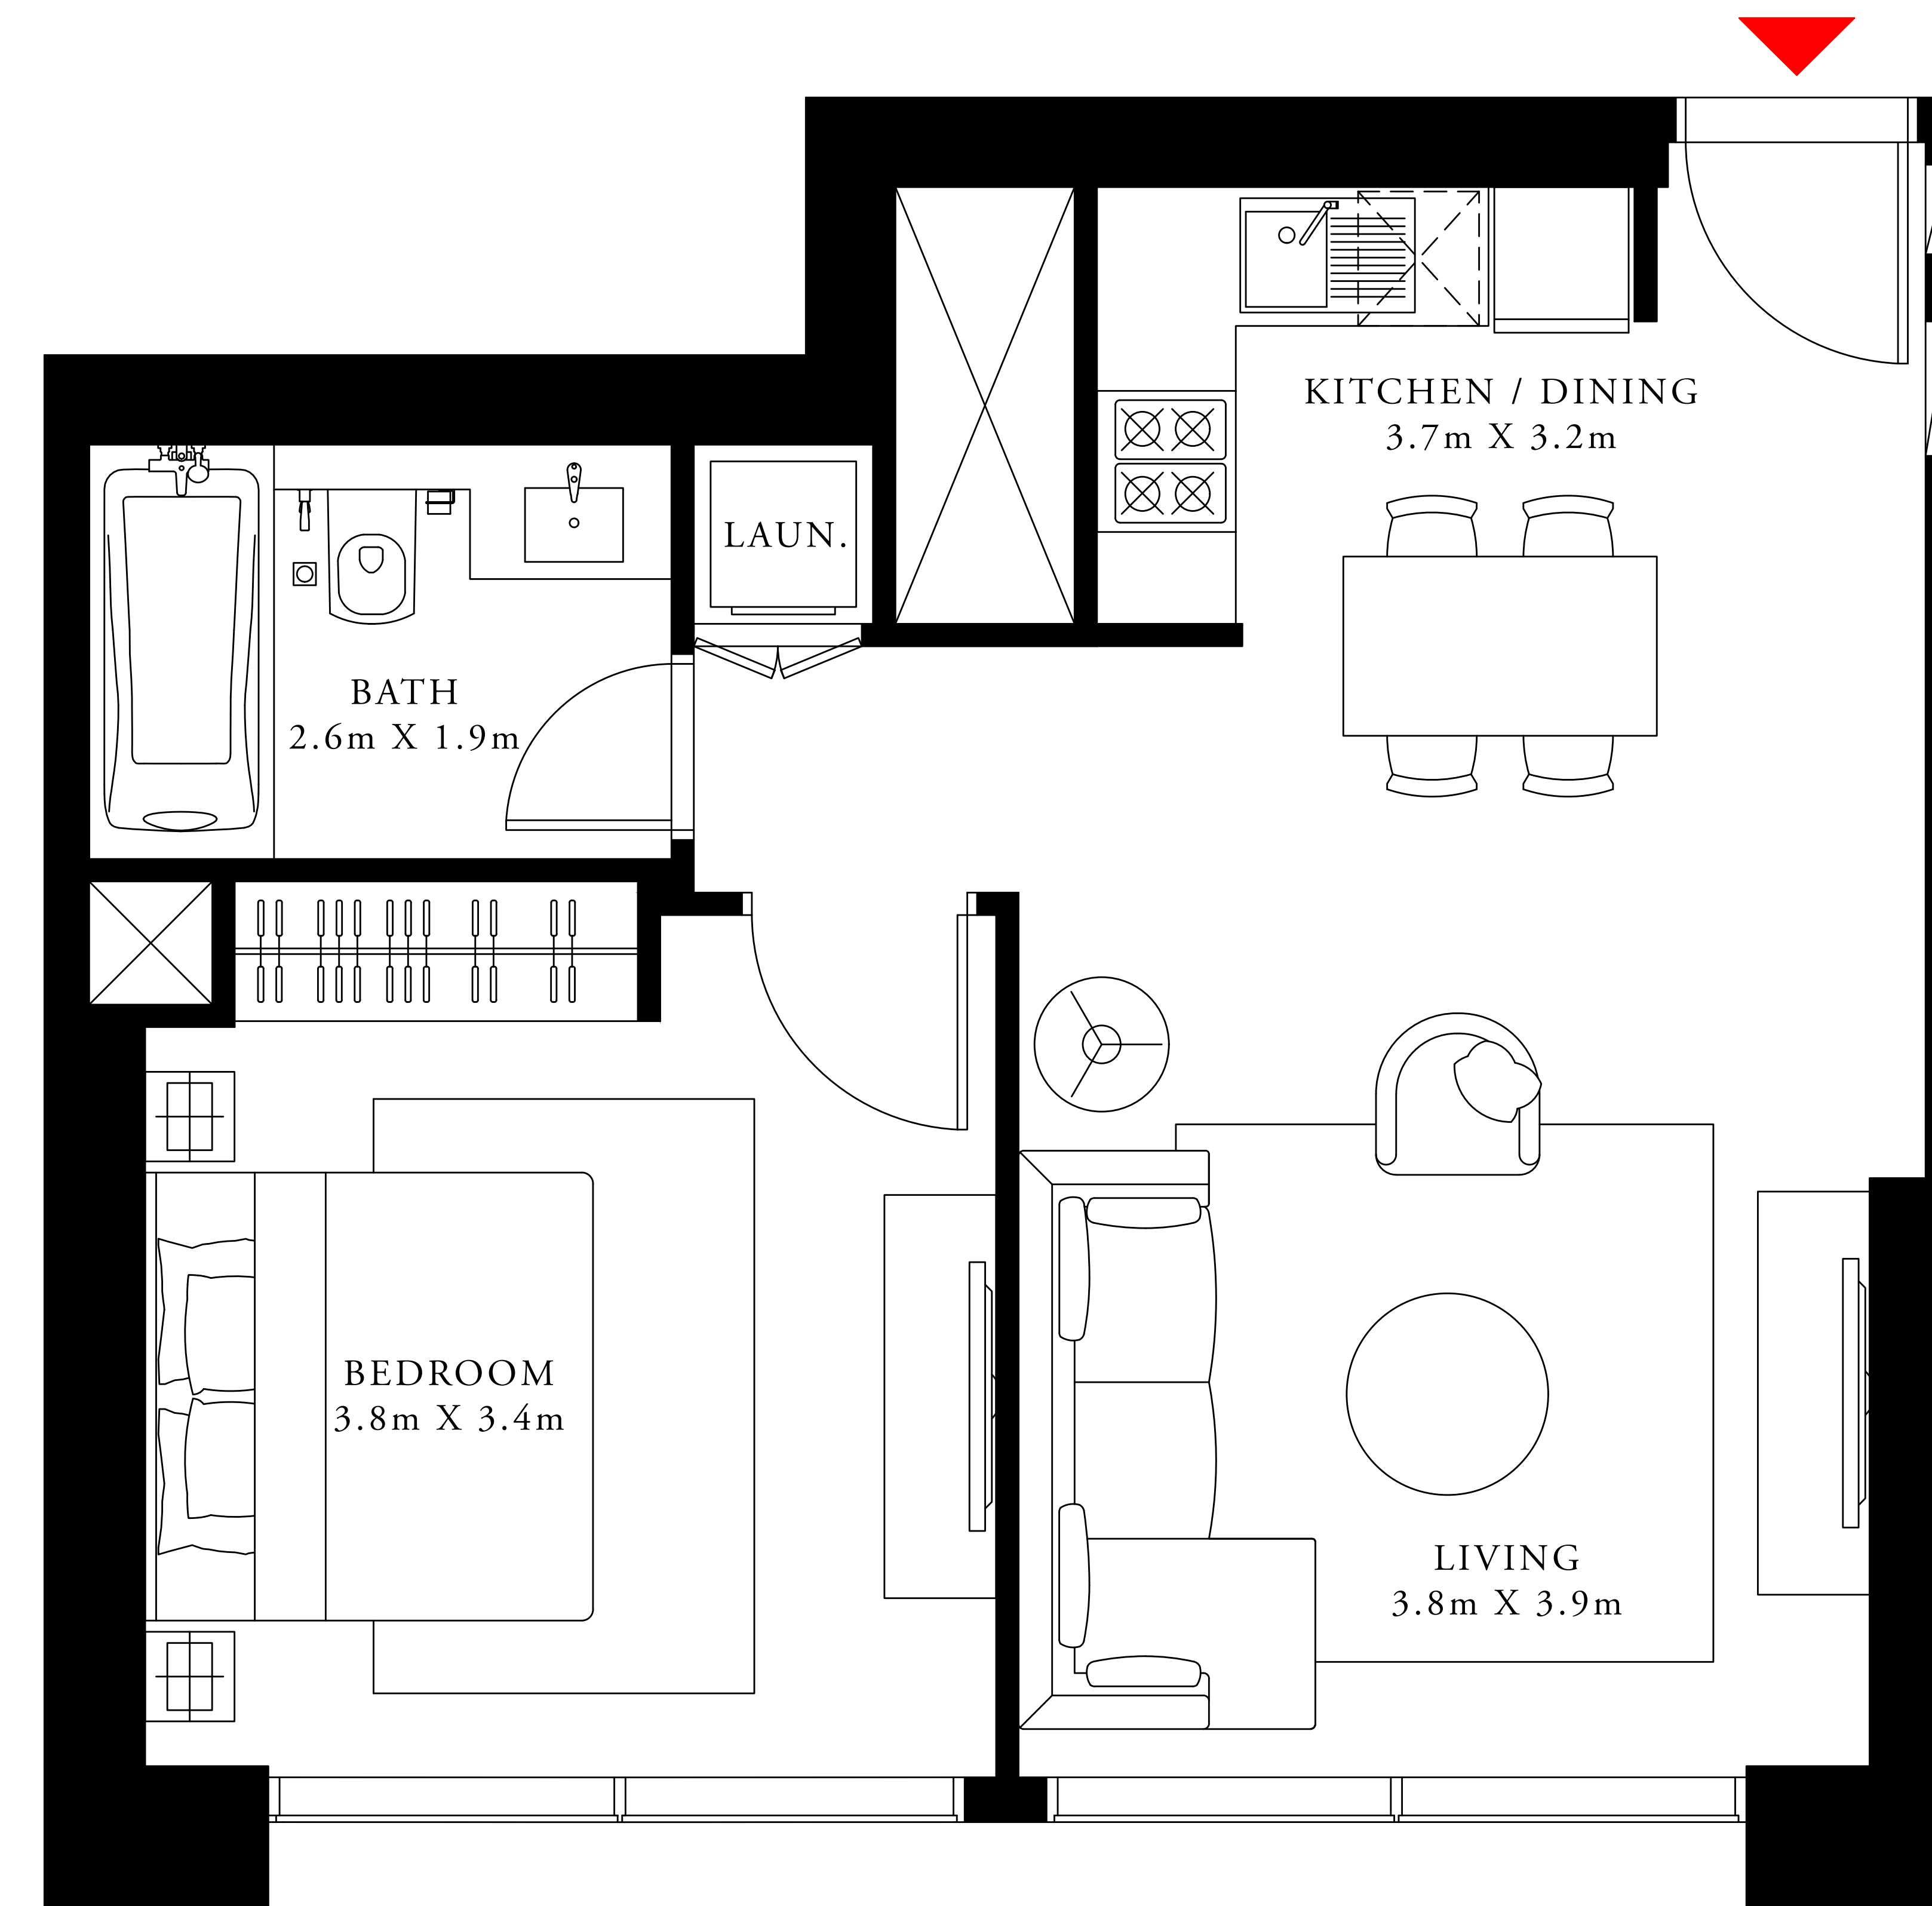 KITCHEN / DINING
3.7m X 3.2m
LAUN.
BATH
2.6m X 1.9m
BEDROOM
3.8m X 3.4m
LIVING
3.8m X 3.9m